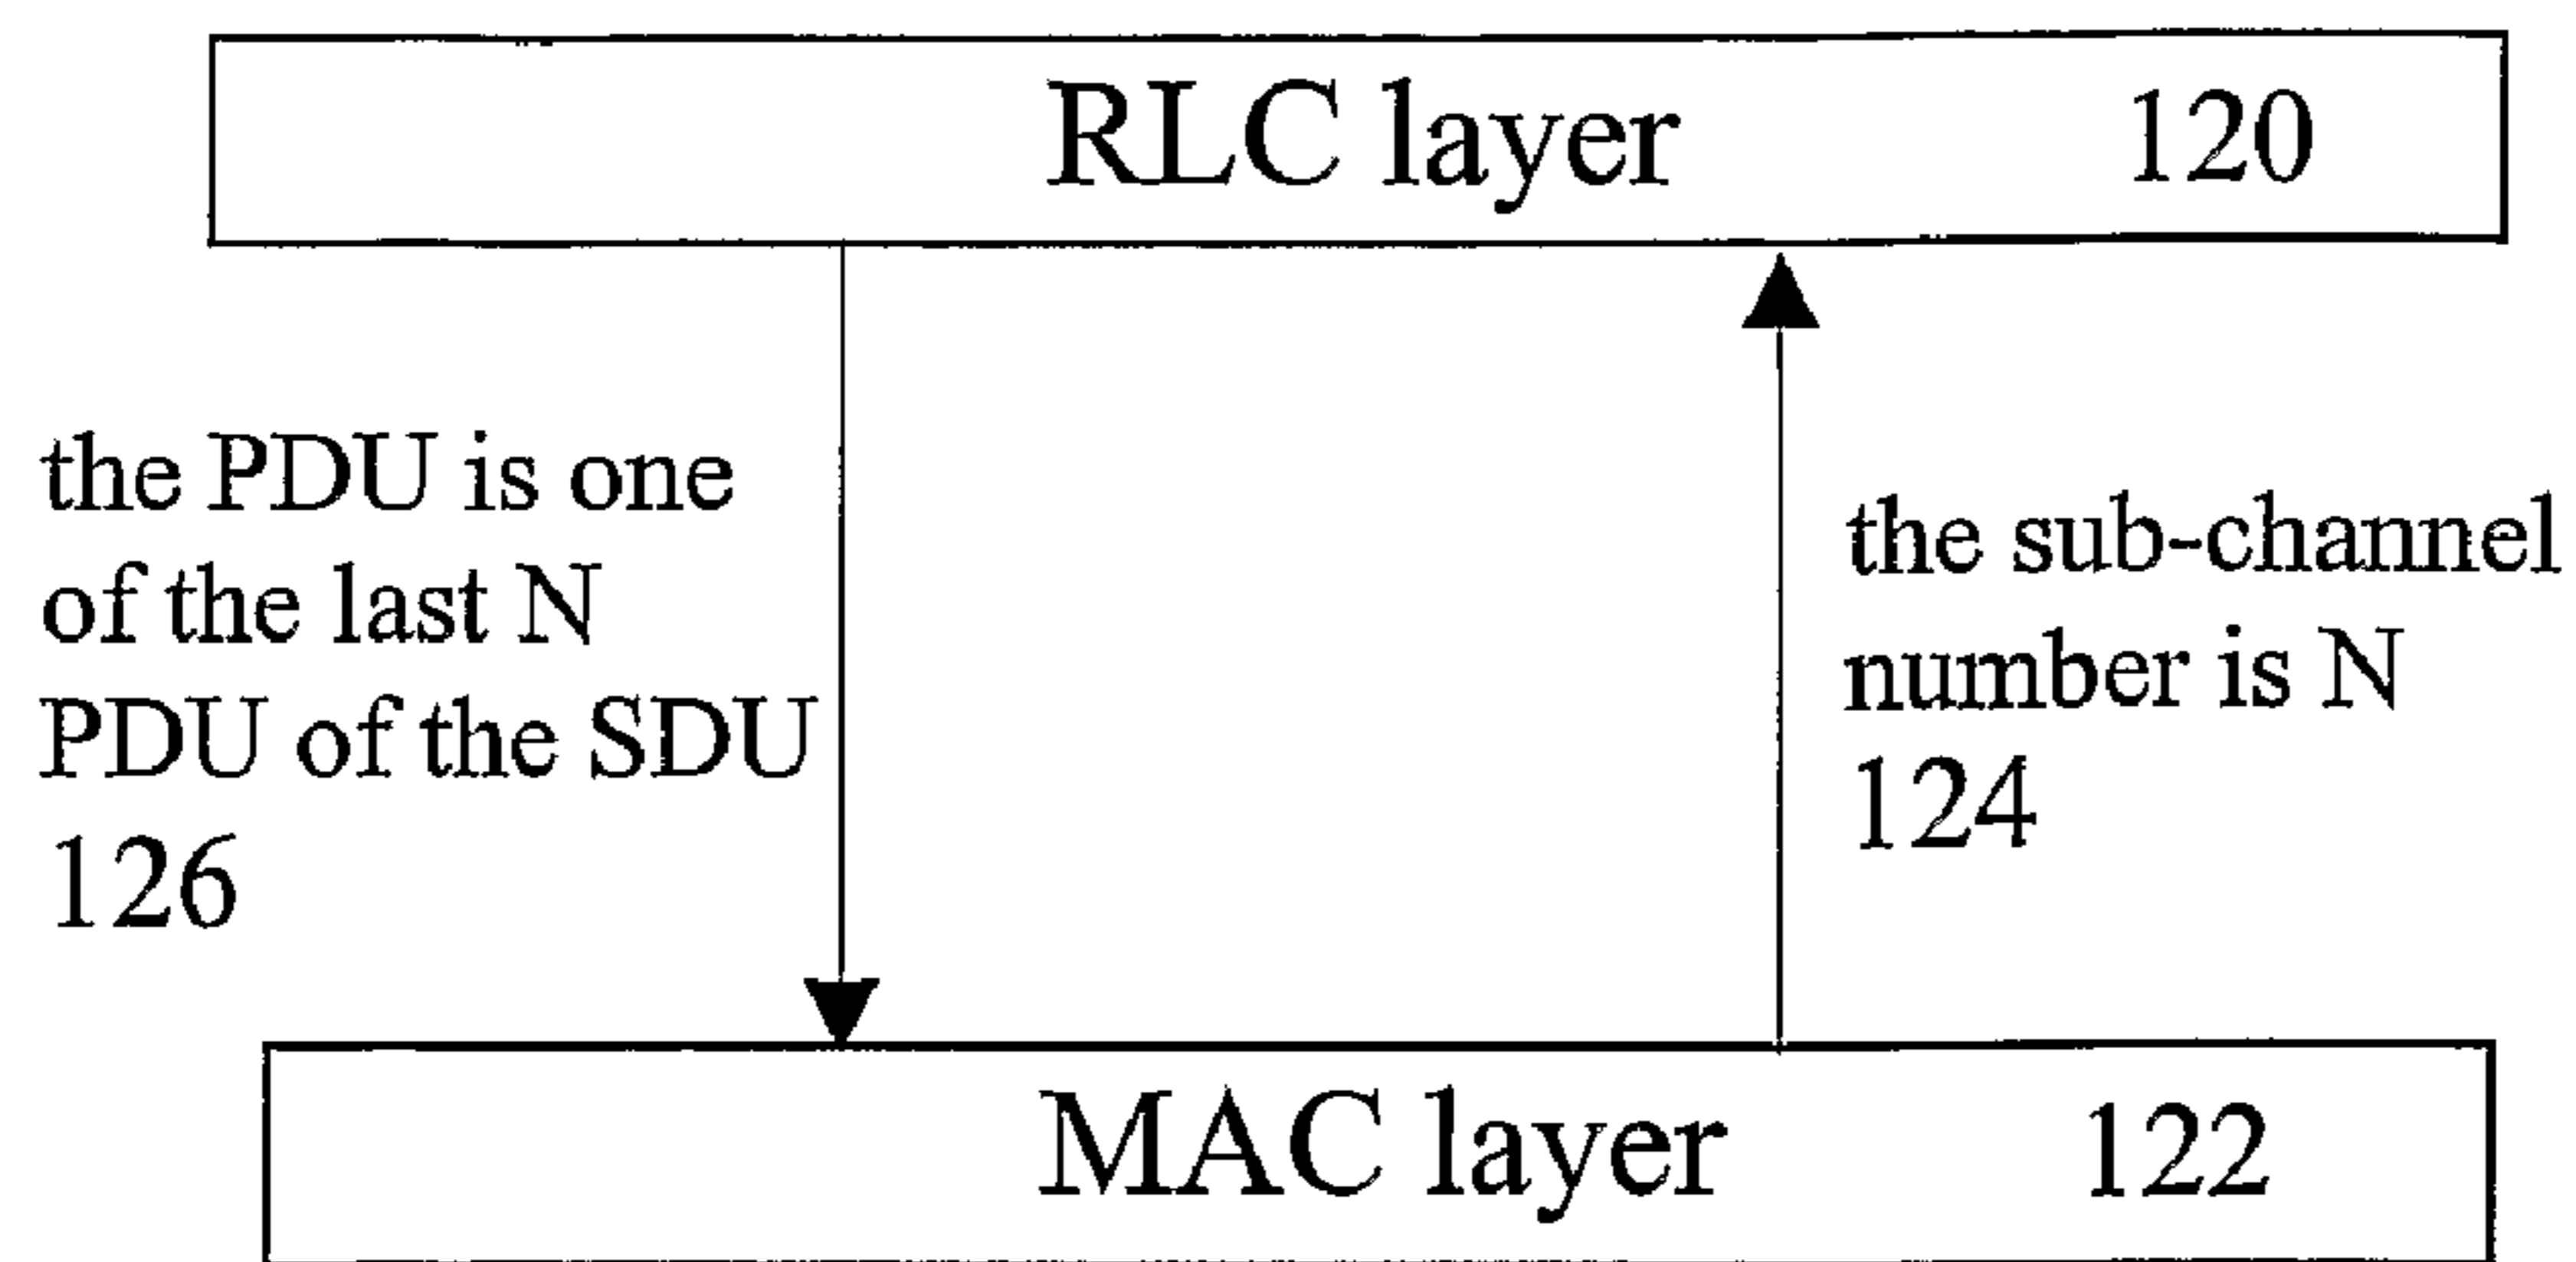 RLC layer 120
the PDU is one
of the last N
PDU of the SDU
126
the sub-channel
number is N
124
MAC layer 122